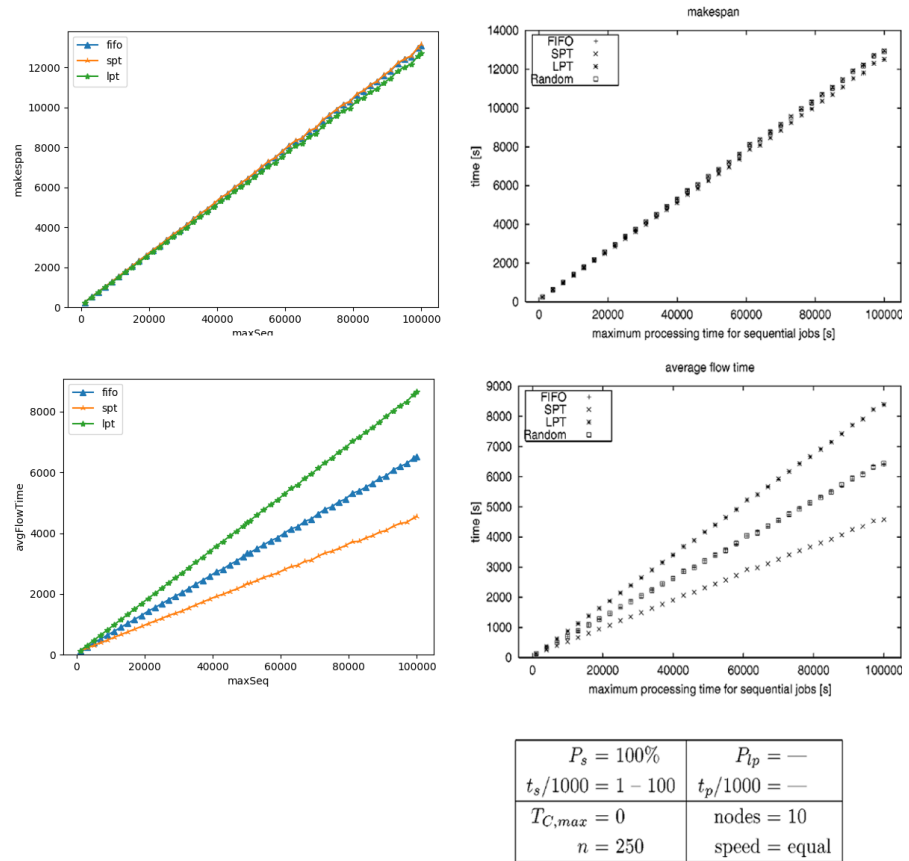 makespan
fifo
spt
lpt
12000
10000
8000
6000
4000
2000
0
makespan
0 20000 40000 60000 80000 100000
maxSeq
makespan
FIFO
SPT
LPT
Random
14000
12000
10000
8000
6000
4000
2000
0
time [s]
0 20000 40000 60000 80000 100000
maximum processing time for sequential jobs [s]
fifo
spt
lpt
8000
6000
4000
2000
0
avgFlowTime
0 20000 40000 60000 80000 100000
maxSeq
average flow time
FIFO
SPT
LPT
Random
9000
8000
7000
6000
5000
4000
3000
2000
1000
0
time [s]
0 20000 40000 60000 80000 100000
maximum processing time for sequential jobs [s]
P_s = 100% P_{lp} = —
t_s/1000 = 1 – 100 t_p/1000 = —
T_{C,max} = 0 nodes = 10
n = 250 speed = equal